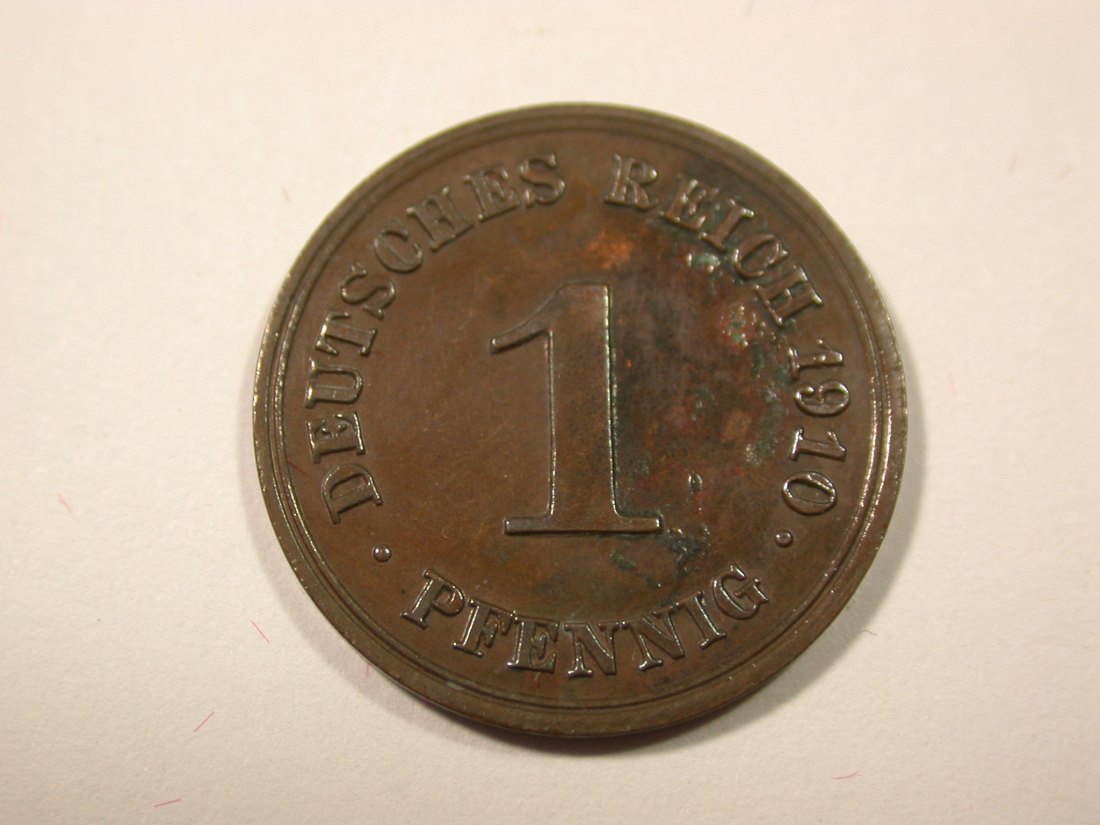 DEUTSCHES REICH 1910
1
· PFENNIG ·